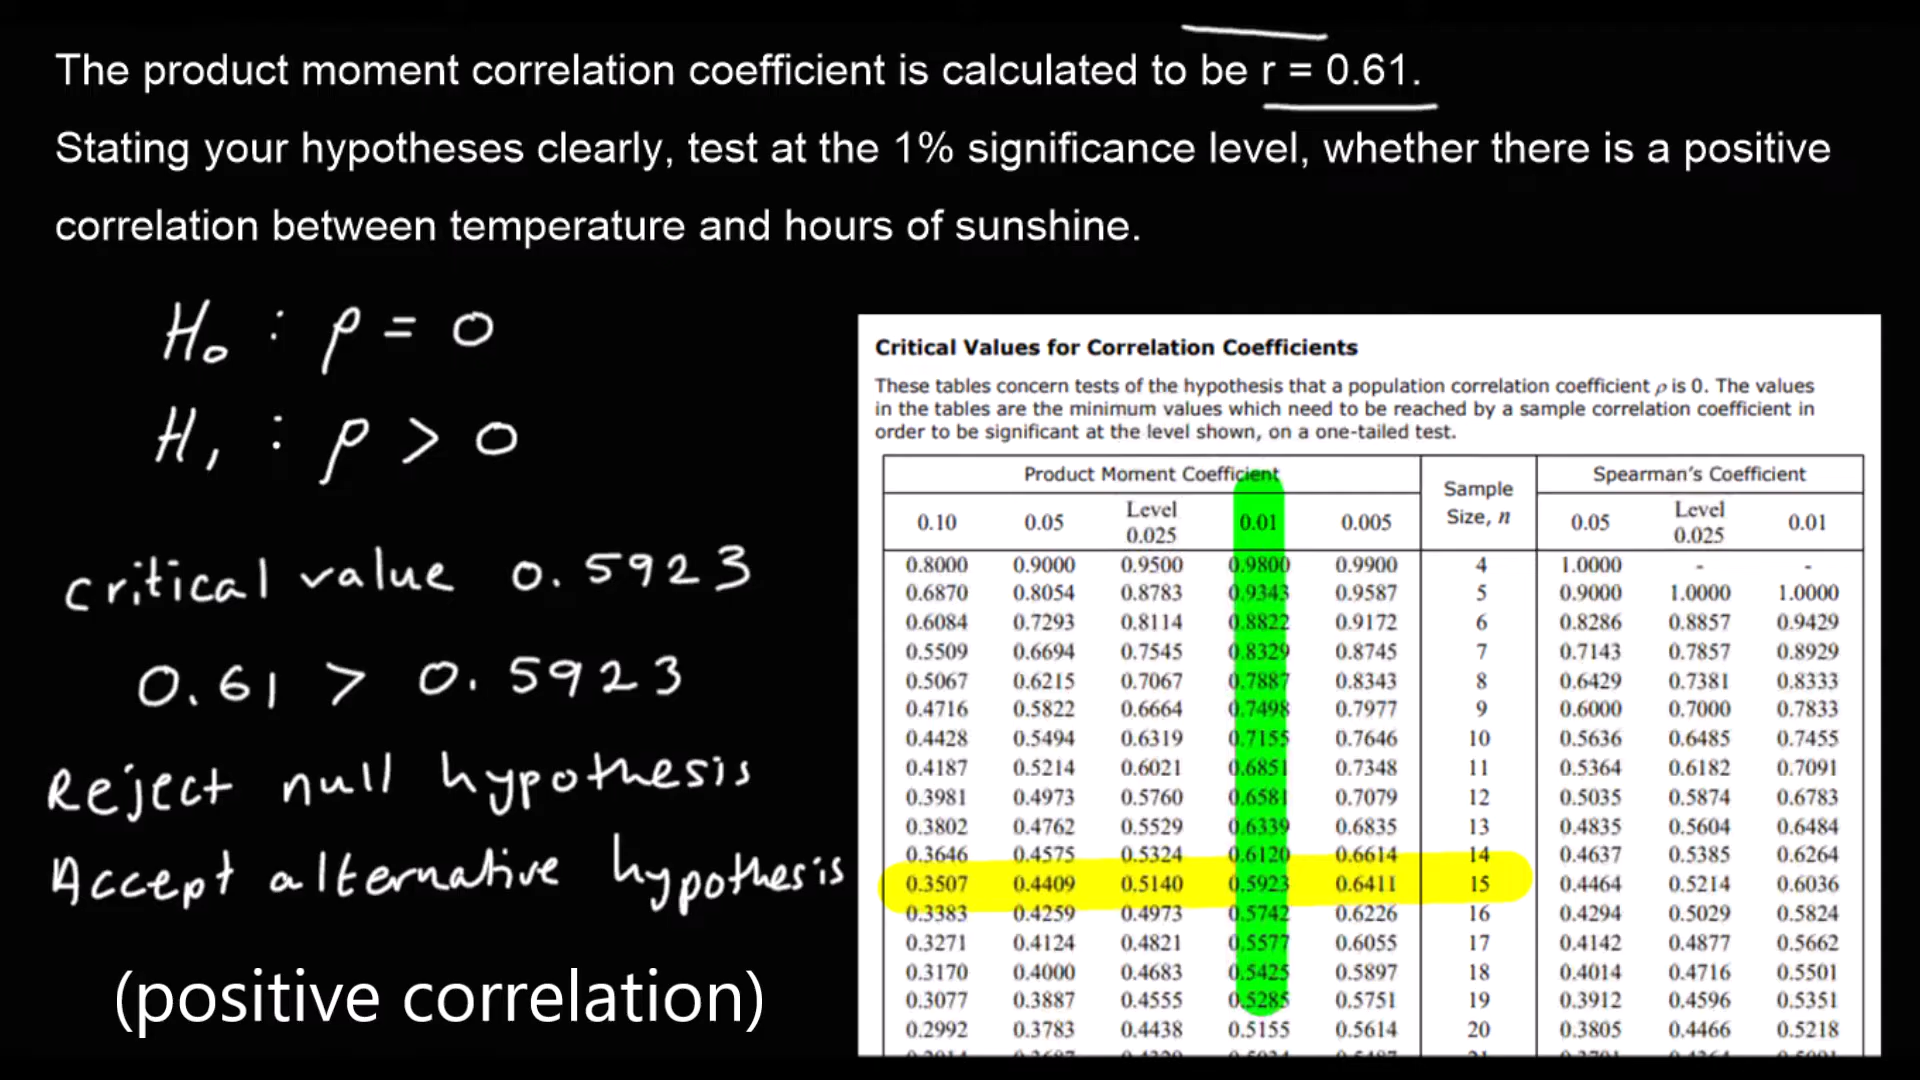 The product moment correlation coefficient is calculated to be r = 0.61.
Stating your hypotheses clearly, test at the 1% significance level, whether there is a positive
correlation between temperature and hours of sunshine.
H₀ : ρ = 0
H₁ : ρ > 0
critical value 0.5923
0.61 > 0.5923
Reject null hypothesis
Accept alternative hypothesis
(positive correlation)
Critical Values for Correlation Coefficients
These tables concern tests of the hypothesis that a population correlation coefficient ρ is 0. The values
in the tables are the minimum values which need to be reached by a sample correlation coefficient in
order to be significant at the level shown, on a one-tailed test.
Product Moment Coefficient Sample Size, n Spearman's Coefficient
0.10 0.05 Level 0.025 0.01 0.005 0.05 Level 0.025 0.01
0.8000 0.9000 0.9500 0.9800 0.9900 4 1.0000 - -
0.6870 0.8054 0.8783 0.9343 0.9587 5 0.9000 1.0000 1.0000
0.6084 0.7293 0.8114 0.8822 0.9172 6 0.8286 0.8857 0.9429
0.5509 0.6694 0.7545 0.8329 0.8745 7 0.7143 0.7857 0.8929
0.5067 0.6215 0.7067 0.7887 0.8343 8 0.6429 0.7381 0.8333
0.4716 0.5822 0.6664 0.7498 0.7977 9 0.6000 0.7000 0.7833
0.4428 0.5494 0.6319 0.7155 0.7646 10 0.5636 0.6485 0.7455
0.4187 0.5214 0.6021 0.6851 0.7348 11 0.5364 0.6182 0.7091
0.3981 0.4973 0.5760 0.6581 0.7079 12 0.5035 0.5874 0.6783
0.3802 0.4762 0.5529 0.6339 0.6835 13 0.4835 0.5604 0.6484
0.3646 0.4575 0.5324 0.6120 0.6614 14 0.4637 0.5385 0.6264
0.3507 0.4409 0.5140 0.5923 0.6411 15 0.4464 0.5214 0.6036
0.3383 0.4259 0.4973 0.5742 0.6226 16 0.4294 0.5029 0.5824
0.3271 0.4124 0.4821 0.5577 0.6055 17 0.4142 0.4877 0.5662
0.3170 0.4000 0.4683 0.5425 0.5897 18 0.4014 0.4716 0.5501
0.3077 0.3887 0.4555 0.5285 0.5751 19 0.3912 0.4596 0.5351
0.2992 0.3783 0.4438 0.5155 0.5614 20 0.3805 0.4466 0.5218